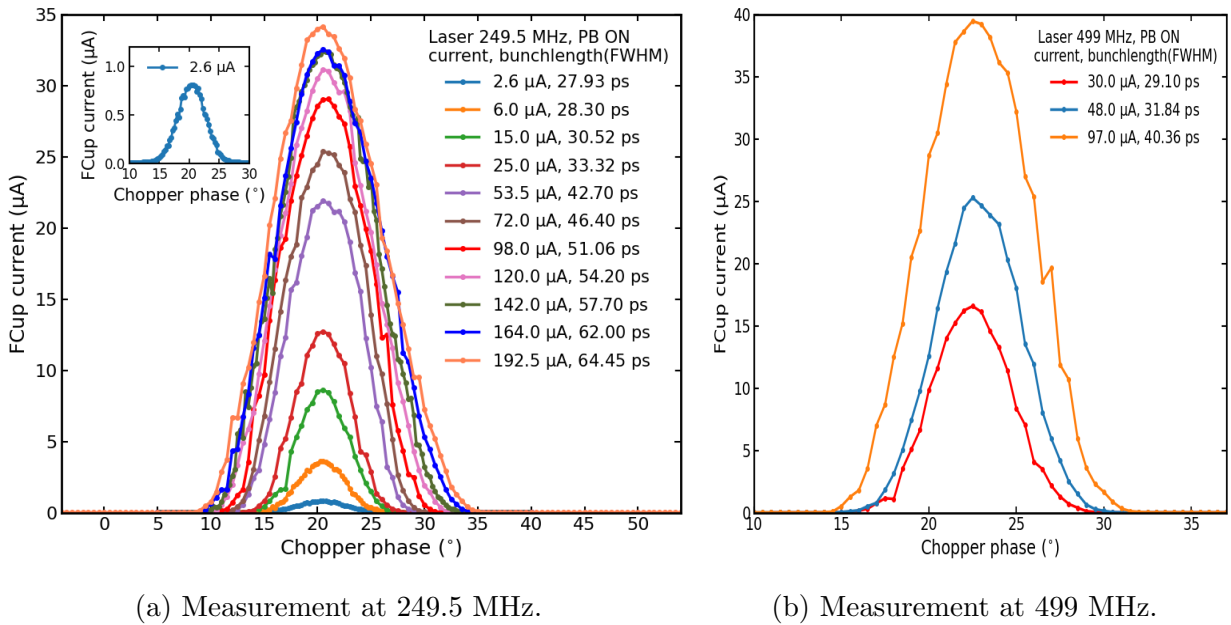 Laser 249.5 MHz, PB ON
current, bunchlength(FWHM)
2.6 μA, 27.93 ps
6.0 μA, 28.30 ps
15.0 μA, 30.52 ps
25.0 μA, 33.32 ps
53.5 μA, 42.70 ps
72.0 μA, 46.40 ps
98.0 μA, 51.06 ps
120.0 μA, 54.20 ps
142.0 μA, 57.70 ps
164.0 μA, 62.00 ps
192.5 μA, 64.45 ps
2.6 μA
FCup current (μA)
1.0
0.5
0.0
10 15 20 25 30
Chopper phase (°)
FCup current (μA)
35
30
25
20
15
10
5
0
0 5 10 15 20 25 30 35 40 45 50
Chopper phase (°)
(a) Measurement at 249.5 MHz.
Laser 499 MHz, PB ON
current, bunchlength(FWHM)
30.0 μA, 29.10 ps
48.0 μA, 31.84 ps
97.0 μA, 40.36 ps
FCup current (μA)
40
35
30
25
20
15
10
5
0
10 15 20 25 30 35
Chopper phase (°)
(b) Measurement at 499 MHz.